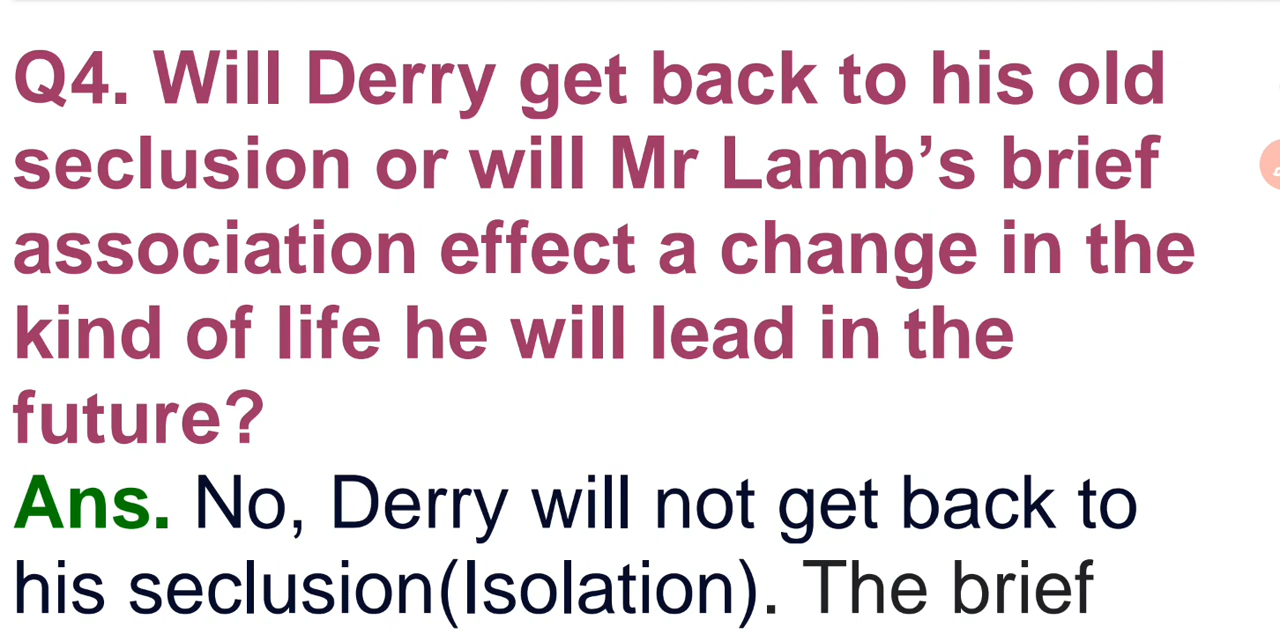 Q4. Will Derry get back to his old
seclusion or will Mr Lamb’s brief
association effect a change in the
kind of life he will lead in the
future?
Ans. No, Derry will not get back to
his seclusion(Isolation). The brief